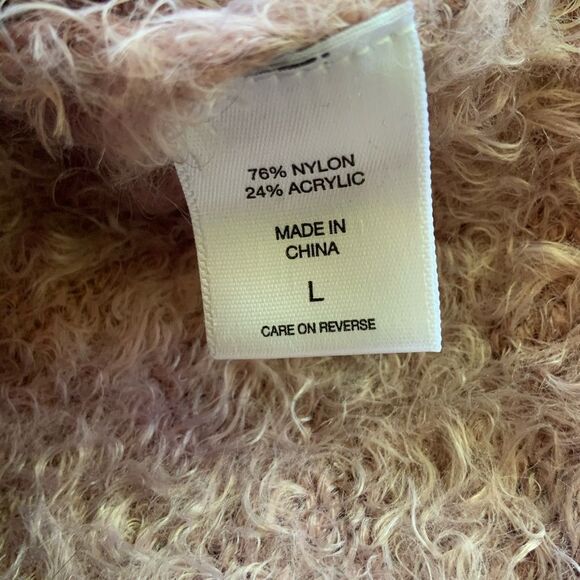 76% NYLON
24% ACRYLIC
MADE IN
CHINA
L
CARE ON REVERSE